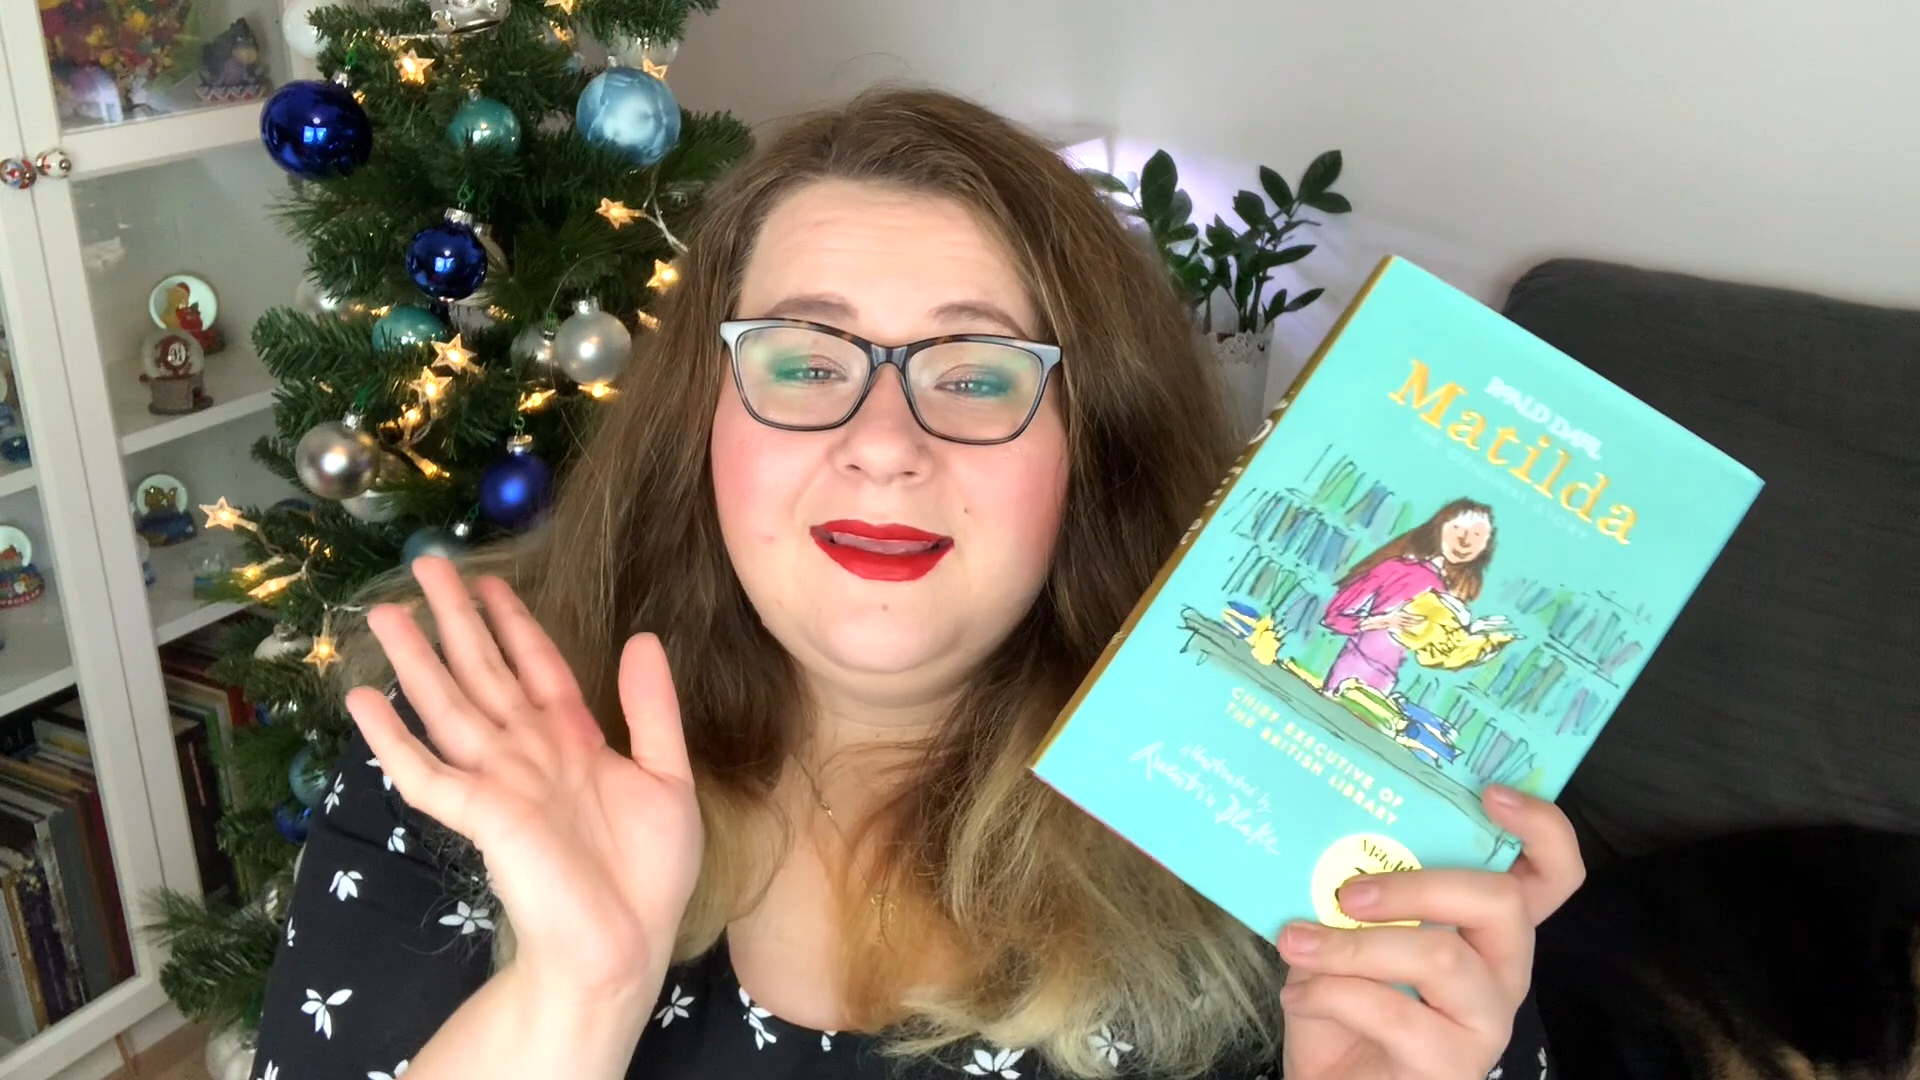 ROALD DAHL
Matilda
THE ORIGINAL STORY
CHIEF EXECUTIVE OF
THE BRITISH LIBRARY
illustrated by
Quentin Blake